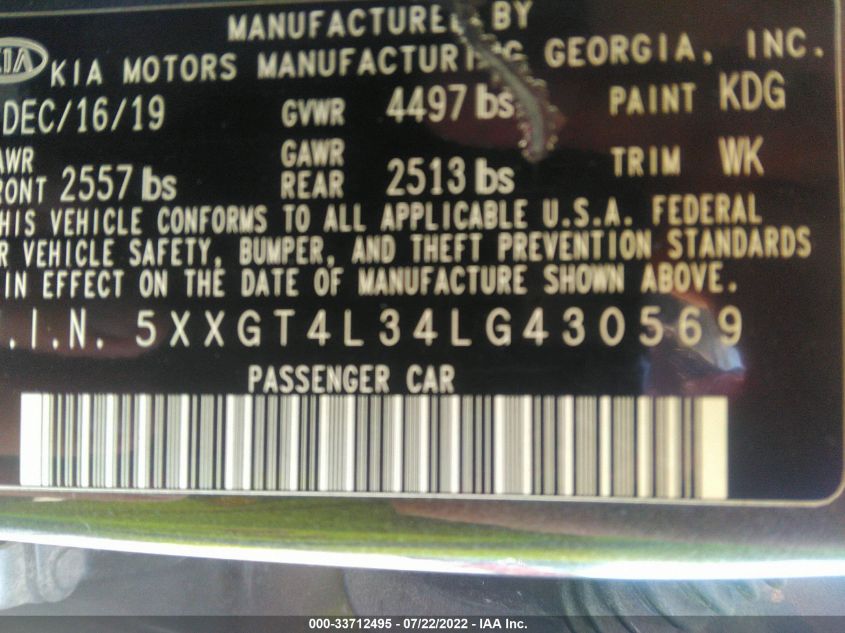 MANUFACTURED BY
KIA KIA MOTORS MANUFACTURING GEORGIA, INC.
DEC/16/19 GVWR 4497 lbs PAINT KDG
GAWR GAWR
FRONT 2557 lbs REAR 2513 lbs TRIM WK
THIS VEHICLE CONFORMS TO ALL APPLICABLE U.S.A. FEDERAL
R VEHICLE SAFETY, BUMPER, AND THEFT PREVENTION STANDARDS
IN EFFECT ON THE DATE OF MANUFACTURE SHOWN ABOVE.
V.I.N. 5XXGT4L34LG430569
PASSENGER CAR
000-33712495 - 07/22/2022 - IAA Inc.